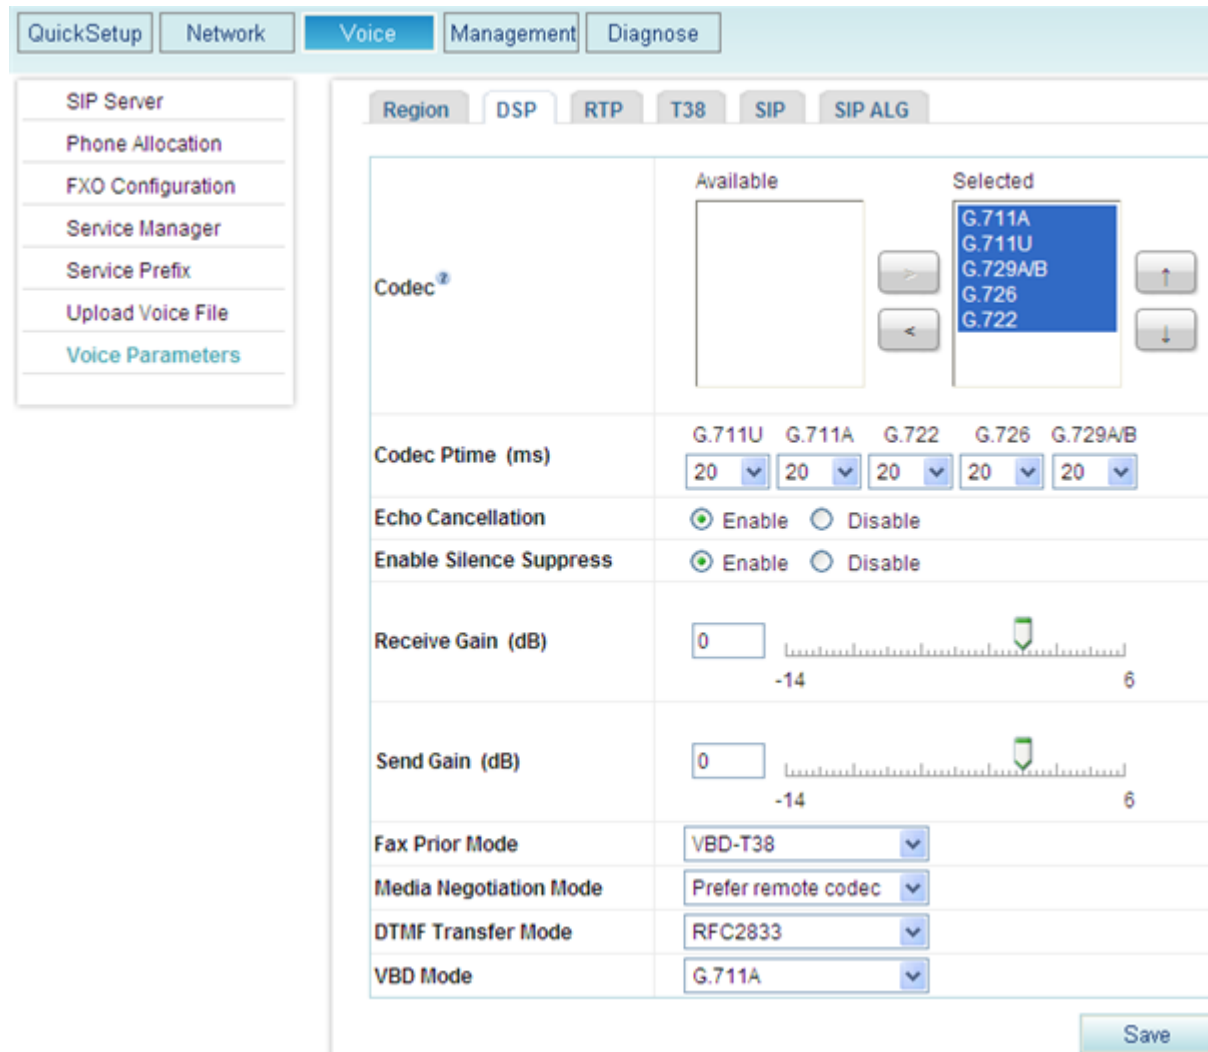 QuickSetup Network Voice Management Diagnose
SIP Server
Phone Allocation
FXO Configuration
Service Manager
Service Prefix
Upload Voice File
Voice Parameters
Region DSP RTP T38 SIP SIP ALG
Available Selected
Codec ?
G.711A
G.711U
G.729A/B
G.726
G.722
> ↑
< ↓
G.711U G.711A G.722 G.726 G.729A/B
Codec Ptime (ms) 20 20 20 20 20
Echo Cancellation Enable Disable
Enable Silence Suppress Enable Disable
Receive Gain (dB) 0
-14 6
Send Gain (dB) 0
-14 6
Fax Prior Mode VBD-T38
Media Negotiation Mode Prefer remote codec
DTMF Transfer Mode RFC2833
VBD Mode G.711A
Save